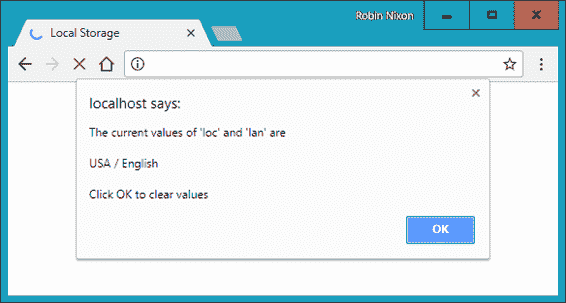 Robin Nixon
Local Storage
localhost says:
The current values of 'loc' and 'lan' are
USA / English
Click OK to clear values
OK